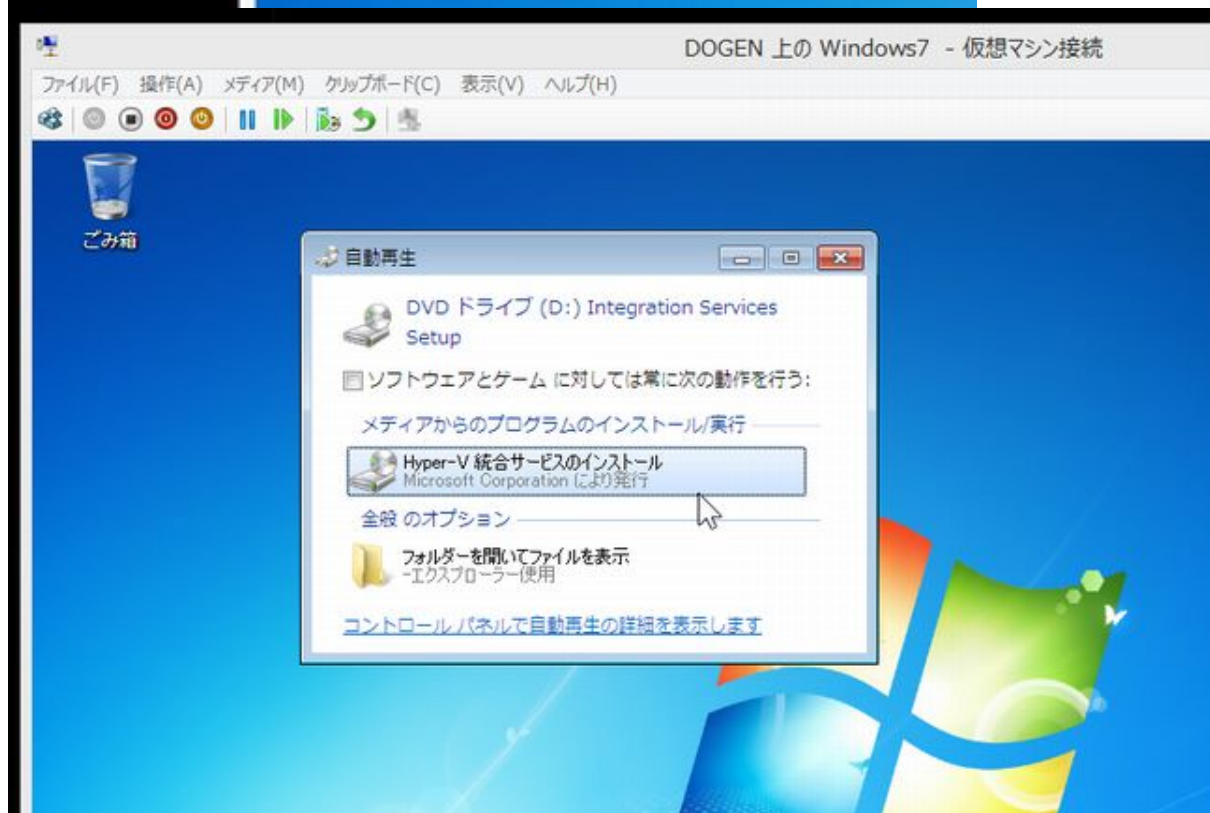 DOGEN 上の Windows7 - 仮想マシン接続
ファイル(F) 操作(A) メディア(M) クリップボード(C) 表示(V) ヘルプ(H)
ごみ箱
自動再生
DVD ドライブ (D:) Integration Services
Setup
ソフトウェアとゲーム に対しては常に次の動作を行う:
メディアからのプログラムのインストール/実行
Hyper-V 統合サービスのインストール
Microsoft Corporation により発行
全般 のオプション
フォルダーを開いてファイルを表示
-エクスプローラー使用
コントロール パネルで自動再生の詳細を表示します